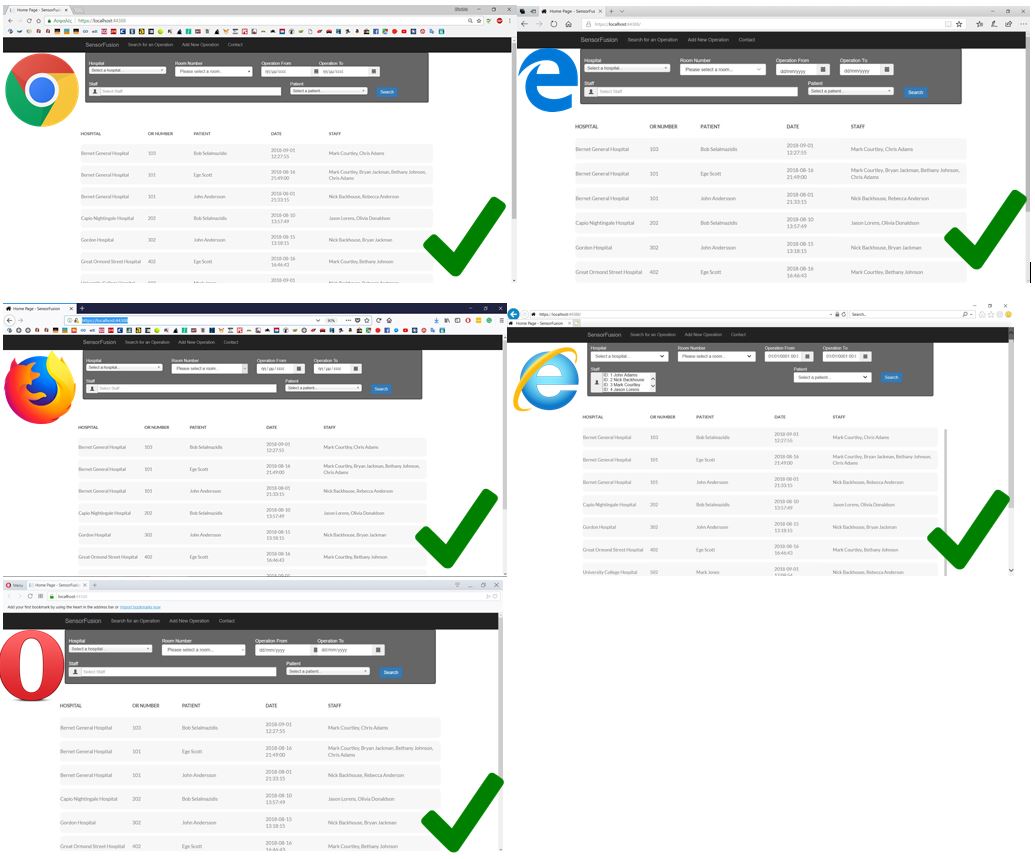 Home Page - SensorFusion
Ασφαλές https://localhost:44388
SensorFusion Search for an Operation Add New Operation Contact
Hospital Room Number Operation From Operation To
Select a hospital... Please select a room...
Staff Patient
Select Staff Select a patient... Search
HOSPITAL OR NUMBER PATIENT DATE STAFF
Bernet General Hospital 103 Bob Selalmazidis 2018-09-01 12:27:55 Mark Courtley, Chris Adams
Bernet General Hospital 101 Ege Scott 2018-08-16 21:49:00 Mark Courtley, Bryan Jackman, Bethany Johnson, Chris Adams
Bernet General Hospital 101 John Andersson 2018-08-01 21:33:15 Nick Backhouse, Rebecca Anderson
Capio Nightingale Hospital 202 Bob Selalmazidis 2018-08-10 13:57:49 Jason Lorens, Olivia Donaldson
Gordon Hospital 302 John Andersson 2018-08-15 13:18:15 Nick Backhouse, Bryan Jackman
Great Ormond Street Hospital 402 Ege Scott 2018-08-16 16:46:43 Mark Courtley, Bethany Johnson
Home Page - SensorFusion
https://localhost:44388/
SensorFusion Search for an Operation Add New Operation Contact
Hospital Room Number Operation From Operation To
Select a hospital... Please select a room... dd/mm/yyyy dd/mm/yyyy
Staff Patient
Select Staff Select a patient... Search
HOSPITAL OR NUMBER PATIENT DATE STAFF
Bernet General Hospital 103 Bob Selalmazidis 2018-09-01 12:27:55 Mark Courtley, Chris Adams
Bernet General Hospital 101 Ege Scott 2018-08-16 21:49:00 Mark Courtley, Bryan Jackman, Bethany Johnson, Chris Adams
Bernet General Hospital 101 John Andersson 2018-08-01 21:33:15 Nick Backhouse, Rebecca Anderson
Capio Nightingale Hospital 202 Bob Selalmazidis 2018-08-10 13:57:49 Jason Lorens, Olivia Donaldson
Gordon Hospital 302 John Andersson 2018-08-15 13:18:15 Nick Backhouse, Bryan Jackman
Great Ormond Street Hospital 402 Ege Scott 2018-08-16 16:46:43 Mark Courtley, Bethany Johnson
Home Page - SensorFusion
https://localhost:44388 90%
SensorFusion Search for an Operation Add New Operation Contact
Hospital Room Number Operation From Operation To
Select a hospital... Please select a room...
Staff Patient
Select Staff Select a patient... Search
HOSPITAL OR NUMBER PATIENT DATE STAFF
Bernet General Hospital 103 Bob Selalmazidis 2018-09-01 12:27:55 Mark Courtley, Chris Adams
Bernet General Hospital 101 Ege Scott 2018-08-16 21:49:00 Mark Courtley, Bryan Jackman, Bethany Johnson, Chris Adams
Bernet General Hospital 101 John Andersson 2018-08-01 21:33:15 Nick Backhouse, Rebecca Anderson
Capio Nightingale Hospital 202 Bob Selalmazidis 2018-08-10 13:57:49 Jason Lorens, Olivia Donaldson
Gordon Hospital 302 John Andersson 2018-08-15 13:18:15 Nick Backhouse, Bryan Jackman
Great Ormond Street Hospital 402 Ege Scott 2018-08-16 16:46:43 Mark Courtley, Bethany Johnson
https://localhost:44388/ Search...
Home Page - SensorFusion
SensorFusion Search for an Operation Add New Operation Contact
Hospital Room Number Operation From Operation To
Select a hospital... Please select a room... 01/01/0001 00: 01/01/0001 00:
Staff Patient
ID: 1 John Adams
ID: 2 Nick Backhouse
ID: 3 Mark Courtley
ID: 4 Jason Lorens
Select a patient... Search
HOSPITAL OR NUMBER PATIENT DATE STAFF
Bernet General Hospital 103 Bob Selalmazidis 2018-09-01 12:27:55 Mark Courtley, Chris Adams
Bernet General Hospital 101 Ege Scott 2018-08-16 21:49:00 Mark Courtley, Bryan Jackman, Bethany Johnson, Chris Adams
Bernet General Hospital 101 John Andersson 2018-08-01 21:33:15 Nick Backhouse, Rebecca Anderson
Capio Nightingale Hospital 202 Bob Selalmazidis 2018-08-10 13:57:49 Jason Lorens, Olivia Donaldson
Gordon Hospital 302 John Andersson 2018-08-15 13:18:15 Nick Backhouse, Bryan Jackman
Great Ormond Street Hospital 402 Ege Scott 2018-08-16 16:46:43 Mark Courtley, Bethany Johnson
University College Hospital 502 Mark Jones Nick Backhouse, Rebecca Anderson
Menu Home Page - SensorFusion
localhost:44388
Add your first bookmark by using the heart in the address bar or import bookmarks now
SensorFusion Search for an Operation Add New Operation Contact
Hospital Room Number Operation From Operation To
Select a hospital... Please select a room... dd/mm/yyyy dd/mm/yyyy
Staff Patient
Select Staff Select a patient... Search
HOSPITAL OR NUMBER PATIENT DATE STAFF
Bernet General Hospital 103 Bob Selalmazidis 2018-09-01 12:27:55 Mark Courtley, Chris Adams
Bernet General Hospital 101 Ege Scott 2018-08-16 21:49:00 Mark Courtley, Bryan Jackman, Bethany Johnson, Chris Adams
Bernet General Hospital 101 John Andersson 2018-08-01 21:33:15 Nick Backhouse, Rebecca Anderson
Capio Nightingale Hospital 202 Bob Selalmazidis 2018-08-10 13:57:49 Jason Lorens, Olivia Donaldson
Gordon Hospital 302 John Andersson 2018-08-15 13:18:15 Nick Backhouse, Bryan Jackman
Great Ormond Street Hospital 402 Ege Scott 2018-08-16 Mark Courtley, Bethany Johnson